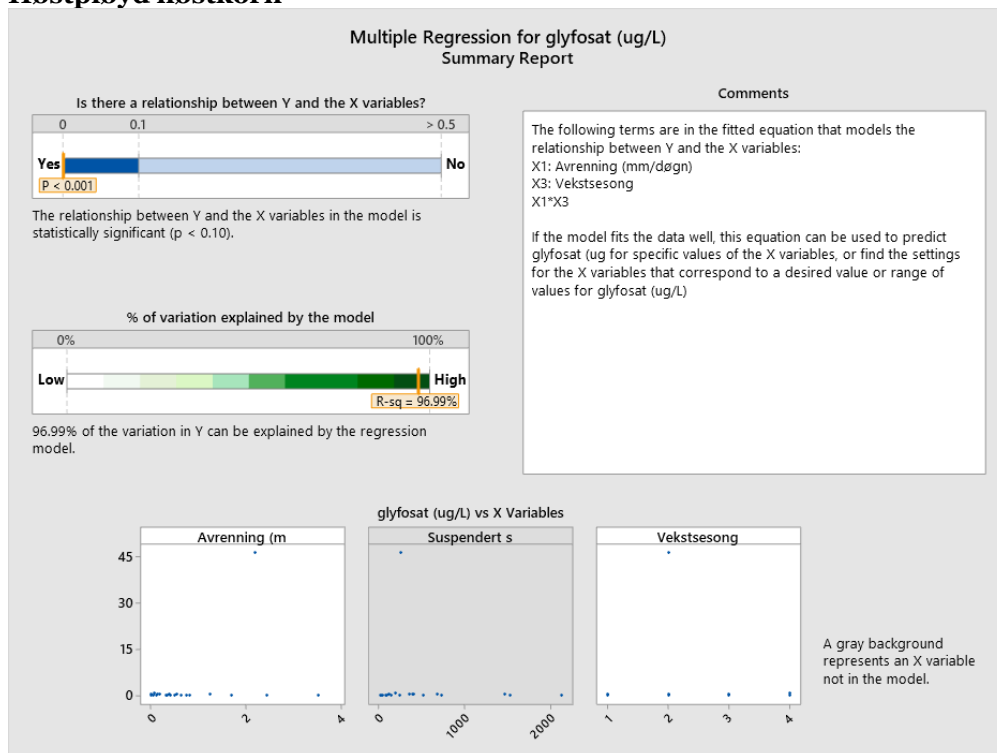 Høstpløyd høstkorn
Multiple Regression for glyfosat (ug/L)
Summary Report
Is there a relationship between Y and the X variables?
0 0.1 > 0.5
Yes No
P < 0.001
The relationship between Y and the X variables in the model is
statistically significant (p < 0.10).
% of variation explained by the model
0% 100%
Low High
R-sq = 96.99%
96.99% of the variation in Y can be explained by the regression
model.
Comments
The following terms are in the fitted equation that models the
relationship between Y and the X variables:
X1: Avrenning (mm/døgn)
X3: Vekstsesong
X1*X3
If the model fits the data well, this equation can be used to predict
glyfosat (ug for specific values of the X variables, or find the settings
for the X variables that correspond to a desired value or range of
values for glyfosat (ug/L)
glyfosat (ug/L) vs X Variables
Avrenning (m Suspendert s Vekstsesong
45
30
15
0
0 2 4 0 1000 2000 1 2 3 4
A gray background
represents an X variable
not in the model.